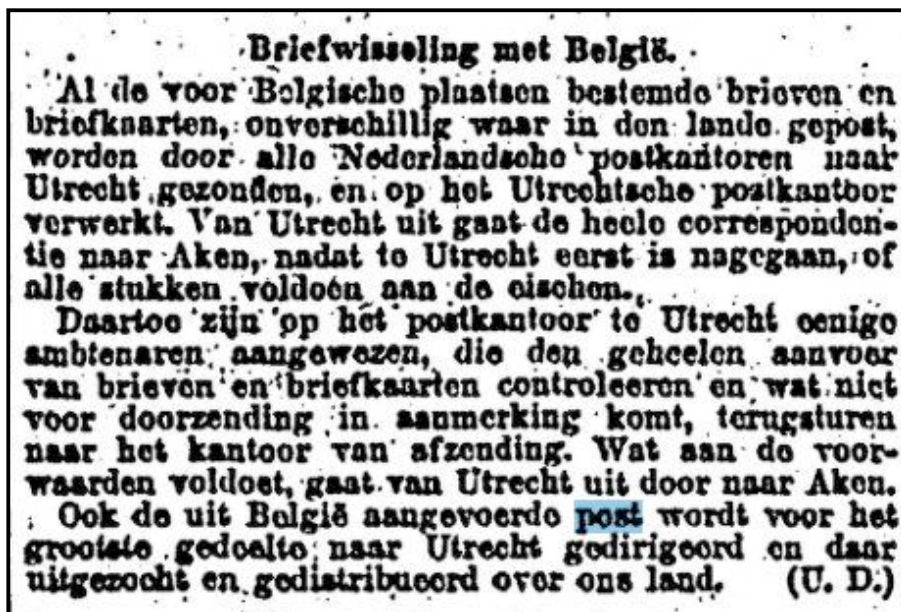 Briefwisseling met België.
Al de voor Belgische plaatsen bestemde brieven en
briefkaarten, onverschillig waar in den lande gepost,
worden door alle Nederlandsche postkantoren naar
Utrecht gezonden, en op het Utrechtsche postkantoor
verwerkt. Van Utrecht uit gaat de heele corresponden-
tie naar Aken, nadat te Utrecht eerst is nagegaan, of
alle stukken voldoen aan de eischen.
Daartoe zijn op het postkantoor te Utrecht eenige
ambtenaren aangewezen, die den geheelen aanvoer
van brieven en briefkaarten controleeren en wat niet
voor doorzending in aanmerking komt, terugsturen
naar het kantoor van afzending. Wat aan de voor-
waarden voldoet, gaat van Utrecht uit door naar Aken.
Ook de uit België aangevoerde post wordt voor het
grootste gedeelte naar Utrecht gedirigeerd en daar
uitgezocht en gedistribueerd over ons land. (U. D.)